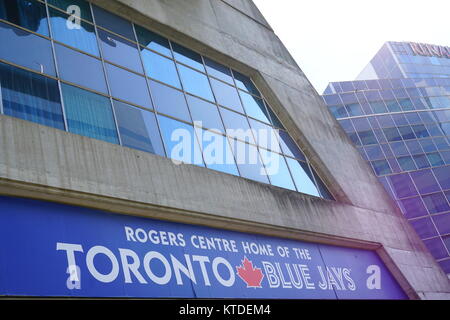 ROGERS CENTRE HOME OF THE
TORONTO BLUE JAYS